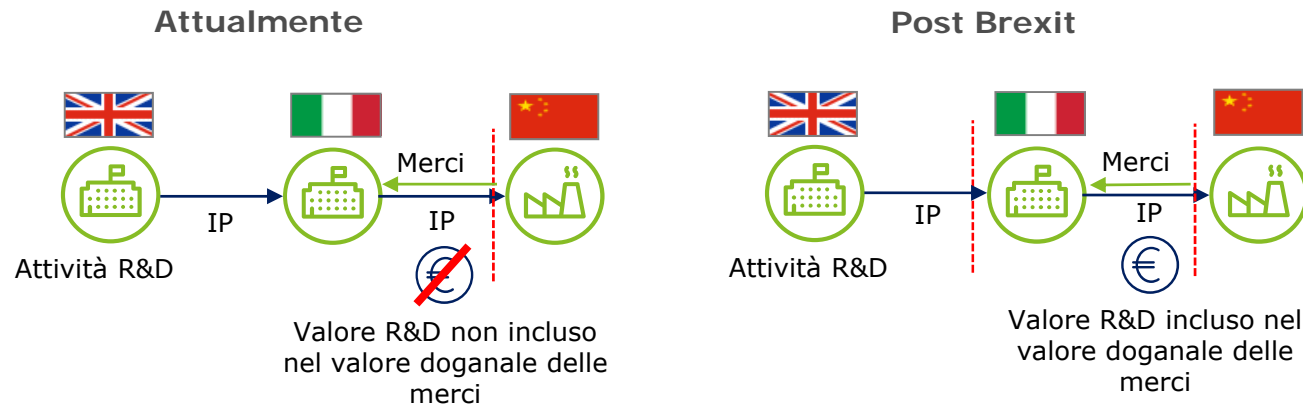 Attualmente
Merci
IP
IP
Attività R&D
€
Valore R&D non incluso
nel valore doganale delle
merci
Post Brexit
Merci
IP
IP
Attività R&D
€
Valore R&D incluso nel
valore doganale delle
merci